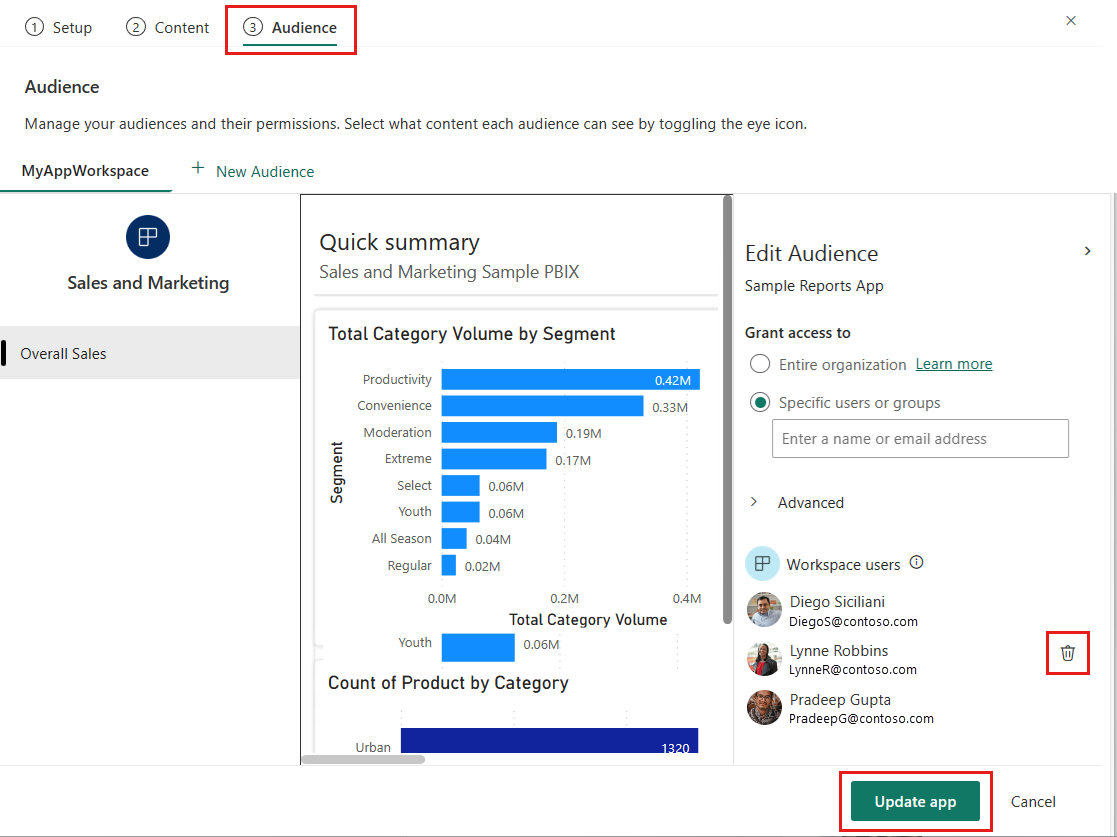 1 Setup 2 Content 3 Audience
Audience
Manage your audiences and their permissions. Select what content each audience can see by toggling the eye icon.
MyAppWorkspace + New Audience
Sales and Marketing
Overall Sales
Quick summary
Sales and Marketing Sample PBIX
Total Category Volume by Segment
Segment
Productivity 0.42M
Convenience 0.33M
Moderation 0.19M
Extreme 0.17M
Select 0.06M
Youth 0.06M
All Season 0.04M
Regular 0.02M
0.0M 0.2M 0.4M
Total Category Volume
Youth 0.06M
Count of Product by Category
Urban 1320
Edit Audience
Sample Reports App
Grant access to
Entire organization Learn more
Specific users or groups
Enter a name or email address
Advanced
Workspace users
Diego Siciliani
DiegoS@contoso.com
Lynne Robbins
LynneR@contoso.com
Pradeep Gupta
PradeepG@contoso.com
Update app Cancel